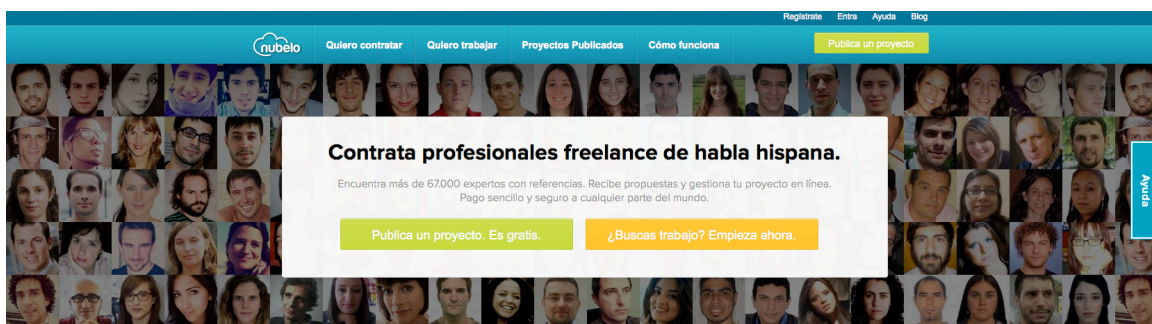 Regístrate Entra Ayuda Blog
nubelo Quiero contratar Quiero trabajar Proyectos Publicados Cómo funciona Publica un proyecto
Contrata profesionales freelance de habla hispana.
Encuentra más de 67.000 expertos con referencias. Recibe propuestas y gestiona tu proyecto en línea.
Pago sencillo y seguro a cualquier parte del mundo.
Publica un proyecto. Es gratis. ¿Buscas trabajo? Empieza ahora.
Ayuda